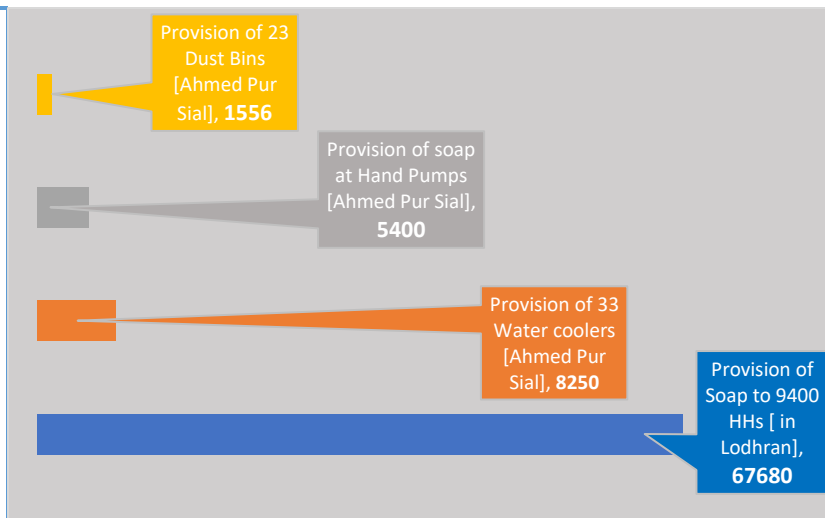 Provision of 23
Dust Bins
[Ahmed Pur
Sial], 1556
Provision of soap
at Hand Pumps
[Ahmed Pur Sial],
5400
Provision of 33
Water coolers
[Ahmed Pur
Sial], 8250
Provision of
Soap to 9400
HHs [ in
Lodhran],
67680